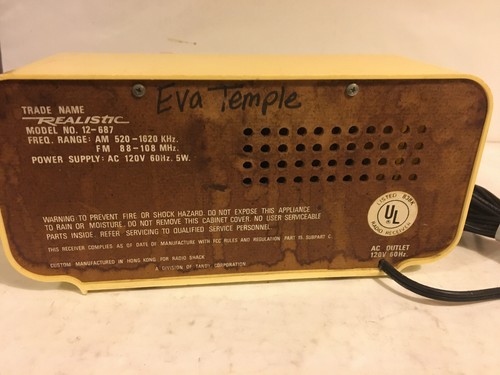 Eva Temple
TRADE NAME
REALISTIC
MODEL NO. 12-687
FREQ. RANGE: AM 520-1620 KHz.
FM 88-108 MHz.
POWER SUPPLY: AC 120V 60Hz. 5W.
WARNING: TO PREVENT FIRE OR SHOCK HAZARD. DO NOT EXPOSE THIS APPLIANCE
TO RAIN OR MOISTURE. DO NOT REMOVE THIS CABINET COVER. NO USER SERVICEABLE
PARTS INSIDE. REFER SERVICING TO QUALIFIED SERVICE PERSONNEL.
THIS RECEIVER COMPLIES. AS OF DATE OF MANUFACTURE WITH FCC RULES AND REGULATION PART 15. SUBPART C.
CUSTOM MANUFACTURED IN HONG KONG FOR RADIO SHACK
A DIVISION OF TANDY CORPORATION
LISTED 838K
UL
RADIO RECEIVER
AC OUTLET
120V 60Hz.